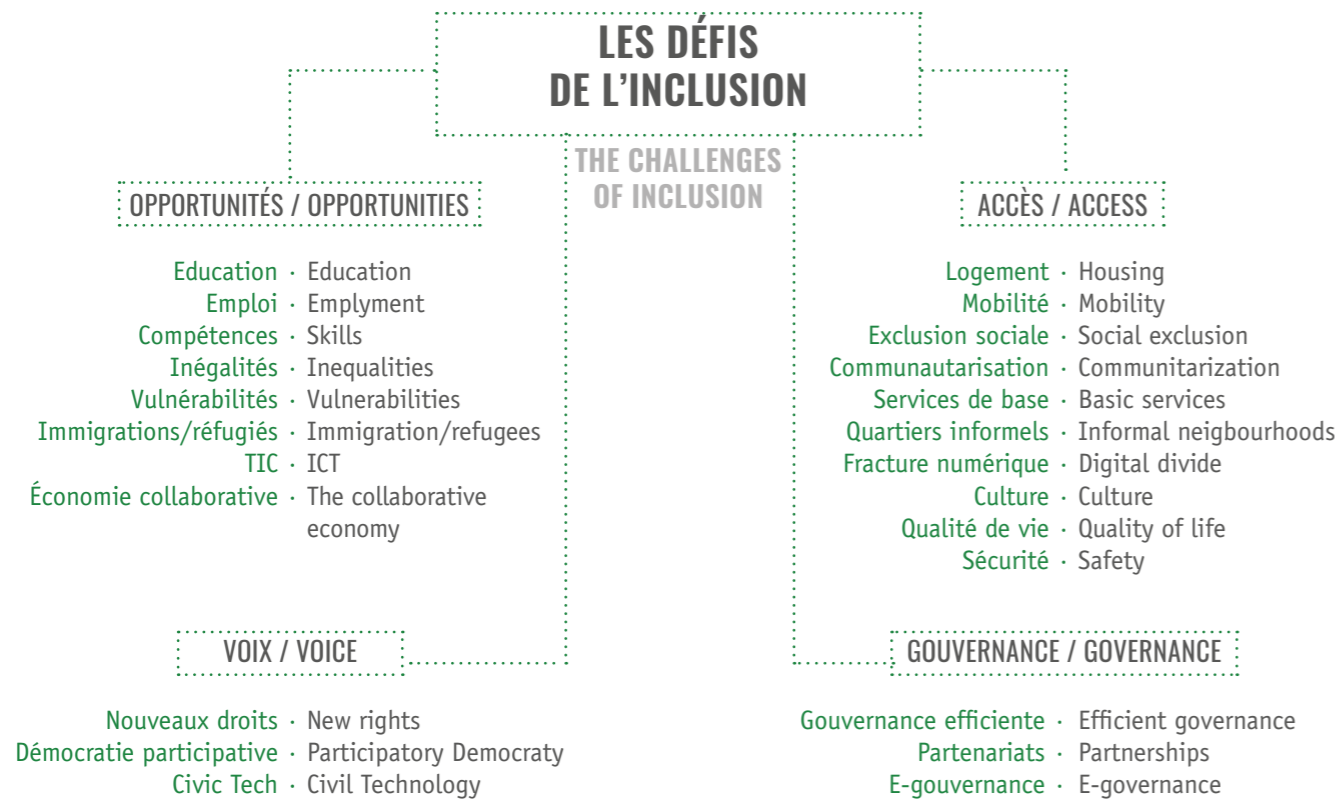 LES DÉFIS
DE L'INCLUSION
THE CHALLENGES
OF INCLUSION
OPPORTUNITÉS / OPPORTUNITIES
Education · Education
Emploi · Emplyment
Compétences · Skills
Inégalités · Inequalities
Vulnérabilités · Vulnerabilities
Immigrations/réfugiés · Immigration/refugees
TIC · ICT
Économie collaborative · The collaborative
economy
ACCÈS / ACCESS
Logement · Housing
Mobilité · Mobility
Exclusion sociale · Social exclusion
Communautarisation · Communitarization
Services de base · Basic services
Quartiers informels · Informal neigbourhoods
Fracture numérique · Digital divide
Culture · Culture
Qualité de vie · Quality of life
Sécurité · Safety
VOIX / VOICE
Nouveaux droits · New rights
Démocratie participative · Participatory Democraty
Civic Tech · Civil Technology
GOUVERNANCE / GOVERNANCE
Gouvernance efficiente · Efficient governance
Partenariats · Partnerships
E-gouvernance · E-governance